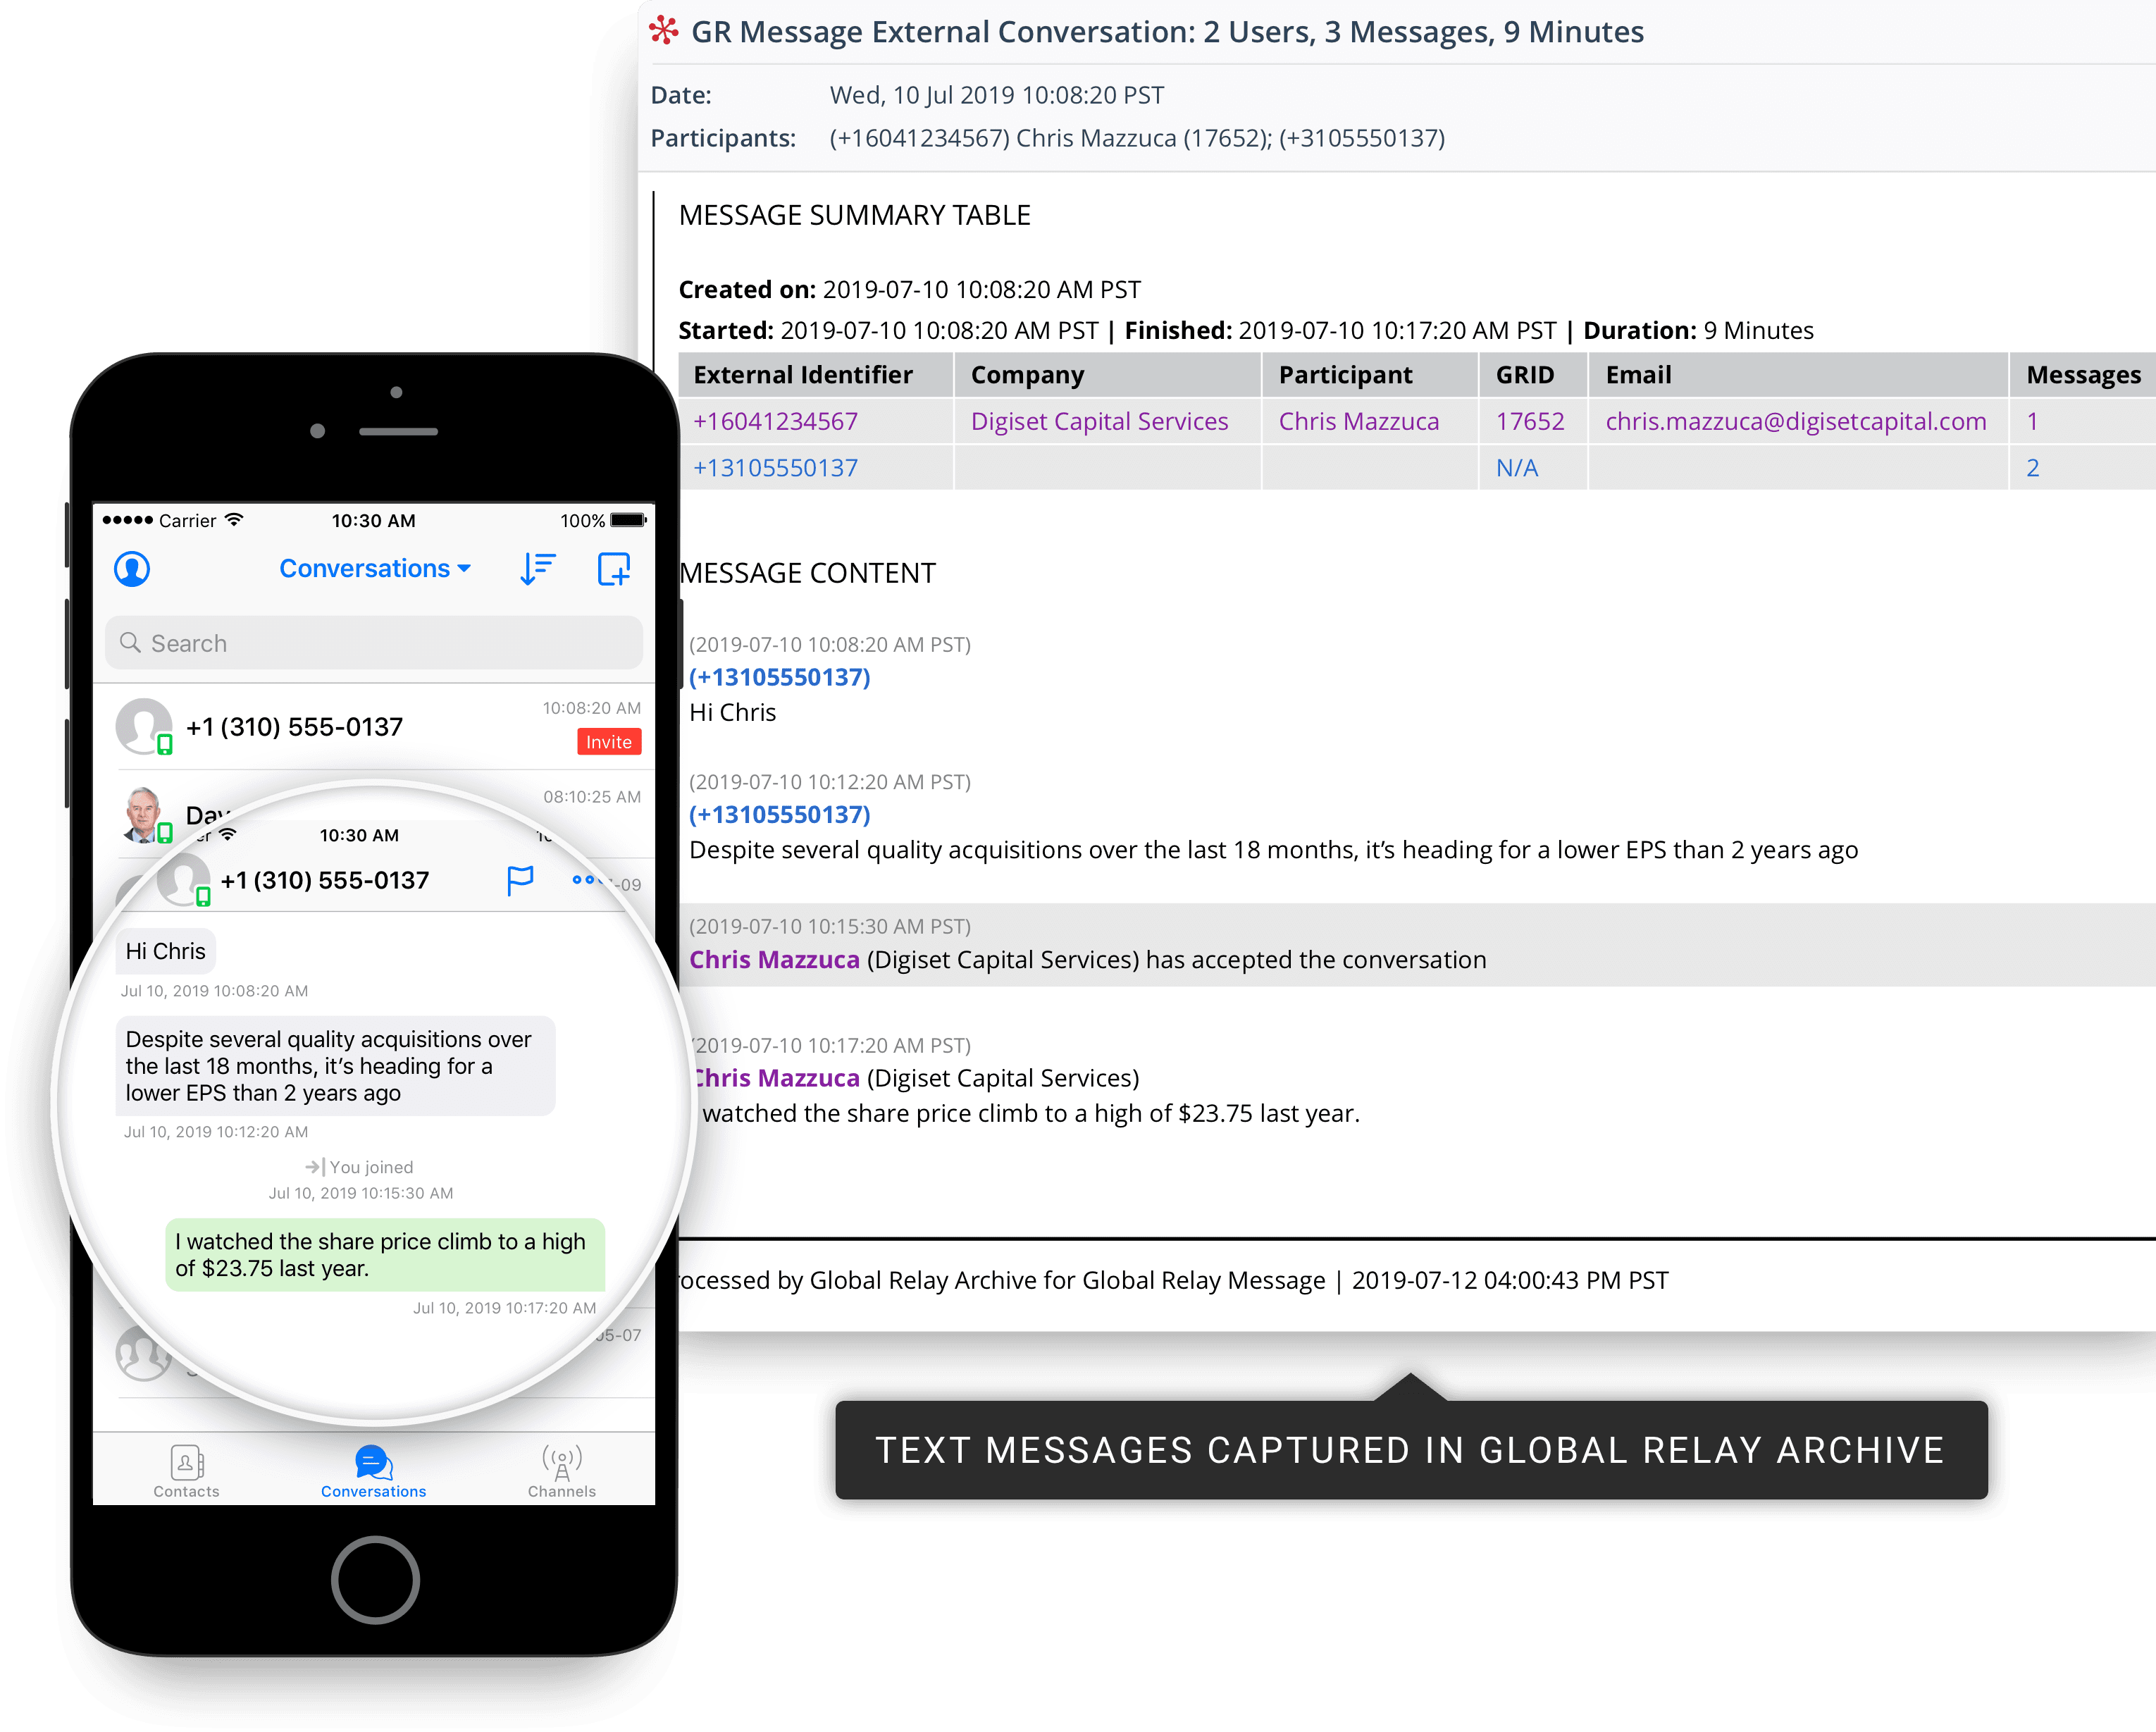 GR Message External Conversation: 2 Users, 3 Messages, 9 Minutes
Date: Wed, 10 Jul 2019 10:08:20 PST
Participants: (+16041234567) Chris Mazzuca (17652); (+3105550137)
MESSAGE SUMMARY TABLE
Created on: 2019-07-10 10:08:20 AM PST
Started: 2019-07-10 10:08:20 AM PST | Finished: 2019-07-10 10:17:20 AM PST | Duration: 9 Minutes
External Identifier Company Participant GRID Email Messages
+16041234567 Digiset Capital Services Chris Mazzuca 17652 chris.mazzuca@digisetcapital.com 1
+13105550137 N/A 2
MESSAGE CONTENT
(2019-07-10 10:08:20 AM PST)
(+13105550137)
Hi Chris
(2019-07-10 10:12:20 AM PST)
(+13105550137)
Despite several quality acquisitions over the last 18 months, it’s heading for a lower EPS than 2 years ago
(2019-07-10 10:15:30 AM PST)
Chris Mazzuca (Digiset Capital Services) has accepted the conversation
2019-07-10 10:17:20 AM PST)
Chris Mazzuca (Digiset Capital Services)
watched the share price climb to a high of $23.75 last year.
ocessed by Global Relay Archive for Global Relay Message | 2019-07-12 04:00:43 PM PST
TEXT MESSAGES CAPTURED IN GLOBAL RELAY ARCHIVE
Carrier 10:30 AM 100%
Conversations
Search
+1 (310) 555-0137 10:08:20 AM
Invite
08:10:25 AM
10:30 AM
+1 (310) 555-0137
-09
Hi Chris
Jul 10, 2019 10:08:20 AM
Despite several quality acquisitions over
the last 18 months, it’s heading for a
lower EPS than 2 years ago
Jul 10, 2019 10:12:20 AM
You joined
Jul 10, 2019 10:15:30 AM
I watched the share price climb to a high
of $23.75 last year.
Jul 10, 2019 10:17:20 AM
05-07
Contacts Conversations Channels